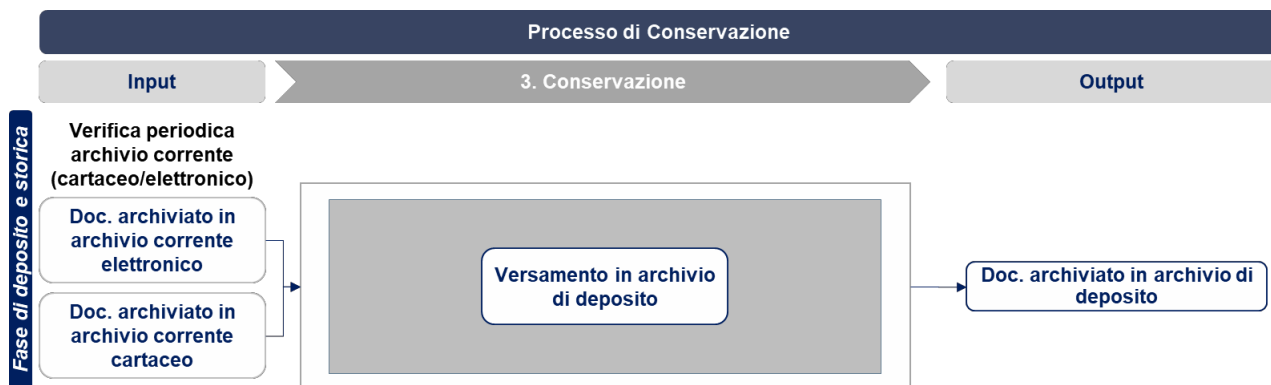 Processo di Conservazione
Input
3. Conservazione
Output
Fase di deposito e storica
Verifica periodica
archivio corrente
(cartaceo/elettronico)
Doc. archiviato in
archivio corrente
elettronico
Doc. archiviato in
archivio corrente
cartaceo
Versamento in archivio
di deposito
Doc. archiviato in archivio di
deposito